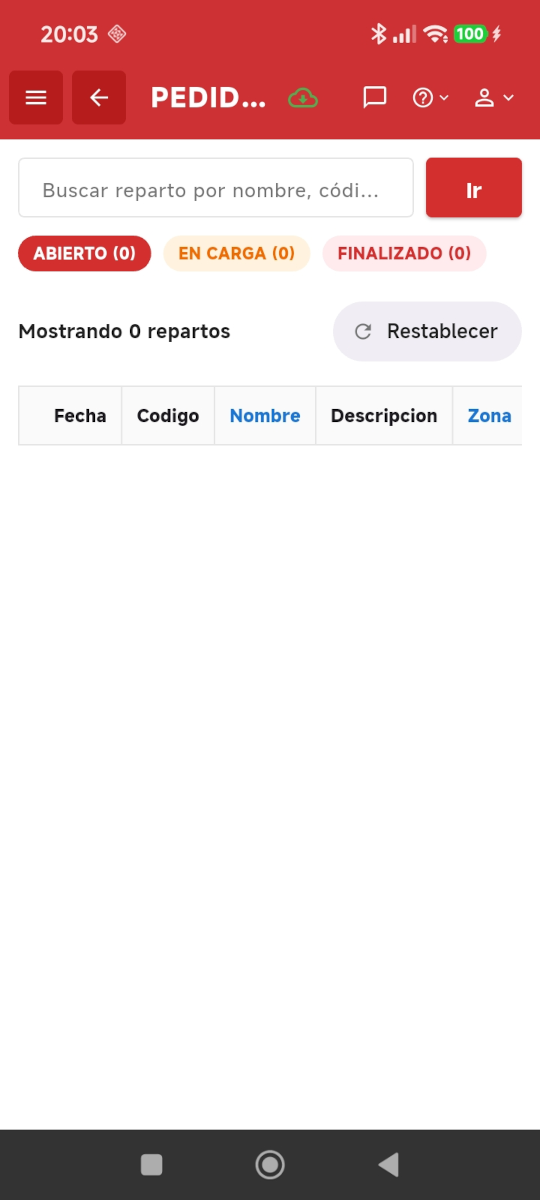 20:03
100
PEDID...
Buscar reparto por nombre, códi...
Ir
ABIERTO (0)
EN CARGA (0)
FINALIZADO (0)
Mostrando 0 repartos
Restablecer
Fecha Codigo Nombre Descripcion Zona